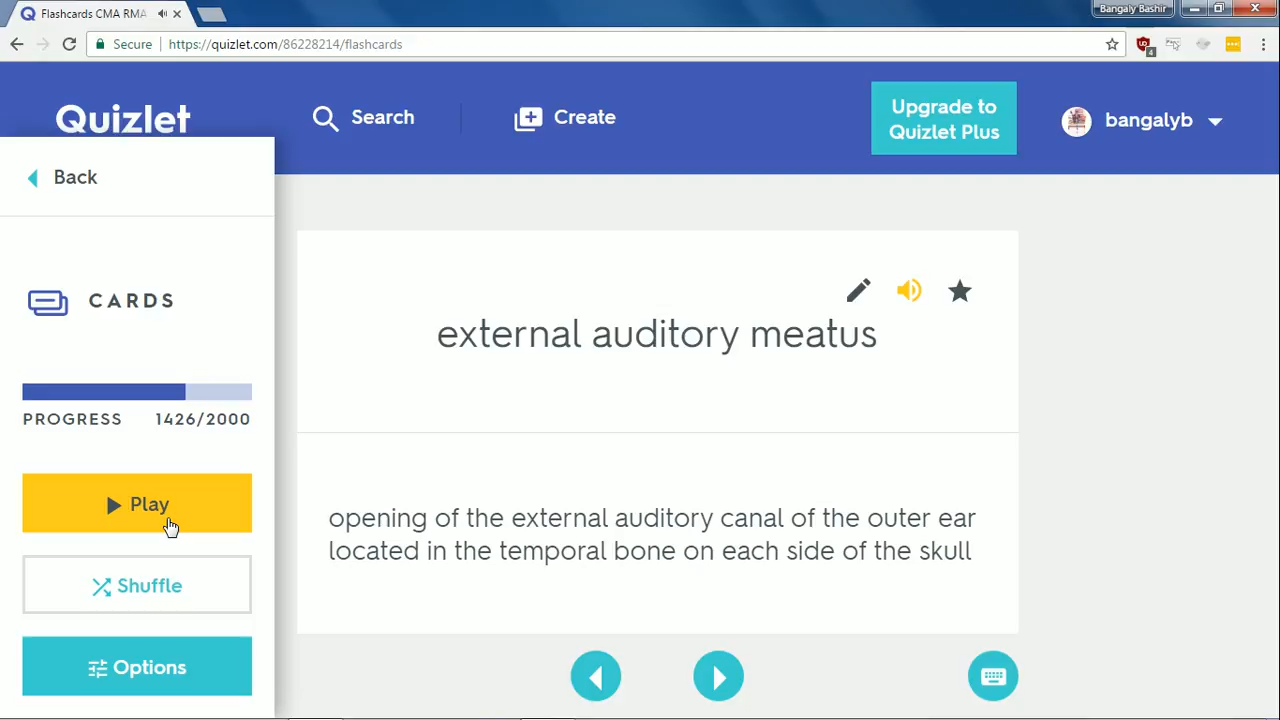 Flashcards CMA RMA
Bangaly Bashir
Secure
https://quizlet.com/86228214/flashcards
4
Quizlet
Search
Create
Upgrade to
Quizlet Plus
bangalyb
Back
CARDS
PROGRESS 1426/2000
Play
Shuffle
Options
external auditory meatus
opening of the external auditory canal of the outer ear
located in the temporal bone on each side of the skull